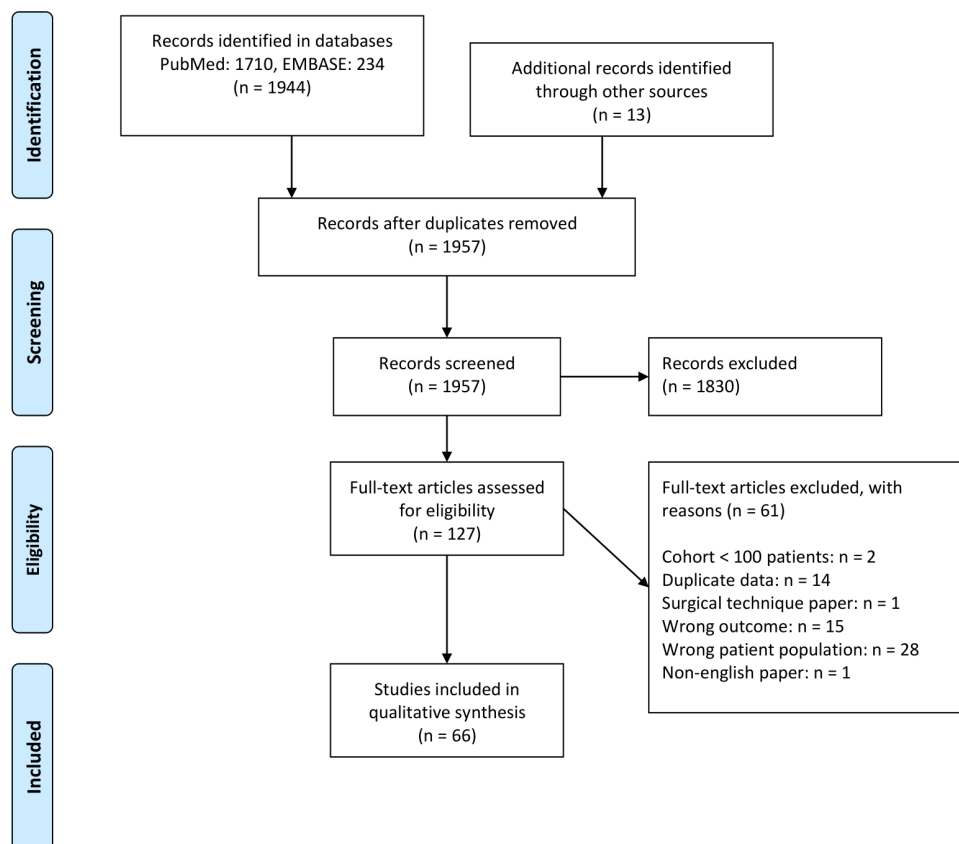 Identification
Records identified in databases
PubMed: 1710, EMBASE: 234
(n = 1944)
Additional records identified
through other sources
(n = 13)
Records after duplicates removed
(n = 1957)
Screening
Records screened
(n = 1957)
Records excluded
(n = 1830)
Eligibility
Full-text articles assessed
for eligibility
(n = 127)
Full-text articles excluded, with
reasons (n = 61)
Cohort < 100 patients: n = 2
Duplicate data: n = 14
Surgical technique paper: n = 1
Wrong outcome: n = 15
Wrong patient population: n = 28
Non-english paper: n = 1
Included
Studies included in
qualitative synthesis
(n = 66)